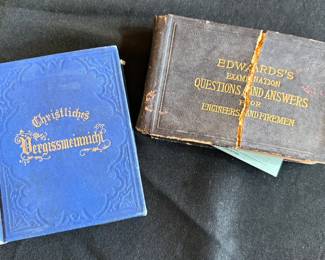 Christliches
Vergissmeinnicht
EDWARDS'S
EXAMINATION
QUESTIONS AND ANSWERS
FOR
ENGINEERS AND FIREMEN